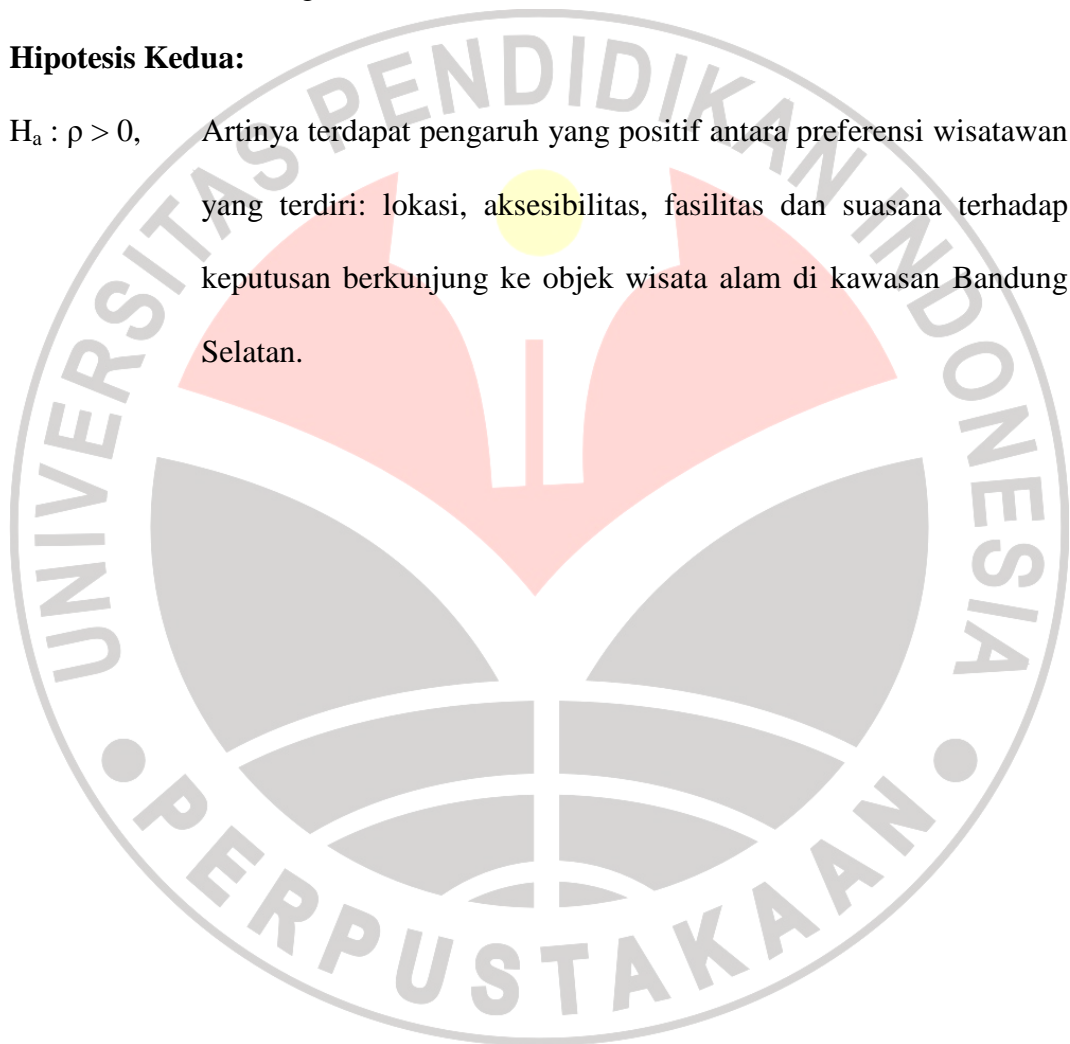 Hipotesis Kedua:
Hₐ : ρ > 0, Artinya terdapat pengaruh yang positif antara preferensi wisatawan
yang terdiri: lokasi, aksesibilitas, fasilitas dan suasana terhadap
keputusan berkunjung ke objek wisata alam di kawasan Bandung
Selatan.
UNIVERSITAS PENDIDIKAN INDONESIA
PERPUSTAKAAN